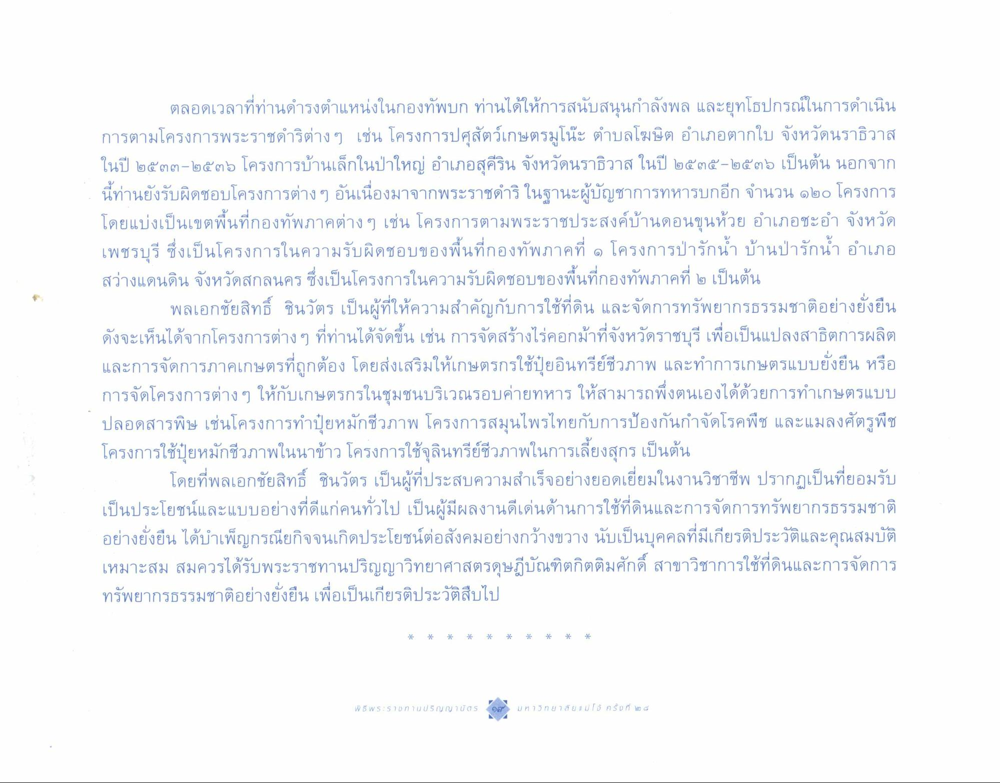 ตลอดเวลาที่ท่านดำรงตำแหน่งในกองทัพบก ท่านได้ให้การสนับสนุนกำลังพล และยุทโธปกรณ์ในการดำเนิน
การตามโครงการพระราชดำริต่างๆ เช่น โครงการปศุสัตว์เกษตรมูโน๊ะ ตำบลโฆษิต อำเภอตากใบ จังหวัดนราธิวาส
ในปี ๒๕๓๓-๒๕๓๖ โครงการบ้านเล็กในป่าใหญ่ อำเภอสุคีริน จังหวัดนราธิวาส ในปี ๒๕๓๕-๒๕๓๖ เป็นต้น นอกจาก
นี้ท่านยังรับผิดชอบโครงการต่างๆ อันเนื่องมาจากพระราชดำริ ในฐานะผู้บัญชาการทหารบกอีก จำนวน ๑๒๐ โครงการ
โดยแบ่งเป็นเขตพื้นที่กองทัพภาคต่างๆ เช่น โครงการตามพระราชประสงค์บ้านดอนขุนห้วย อำเภอชะอำ จังหวัด
เพชรบุรี ซึ่งเป็นโครงการในความรับผิดชอบของพื้นที่กองทัพภาคที่ ๑ โครงการป่ารักน้ำ บ้านป่ารักน้ำ อำเภอ
สว่างแดนดิน จังหวัดสกลนคร ซึ่งเป็นโครงการในความรับผิดชอบของพื้นที่กองทัพภาคที่ ๒ เป็นต้น
พลเอกชัยสิทธิ์ ชินวัตร เป็นผู้ที่ให้ความสำคัญกับการใช้ที่ดิน และจัดการทรัพยากรธรรมชาติอย่างยั่งยืน
ดังจะเห็นได้จากโครงการต่างๆ ที่ท่านได้จัดขึ้น เช่น การจัดสร้างไร่คอกม้าที่จังหวัดราชบุรี เพื่อเป็นแปลงสาธิตการผลิต
และการจัดการภาคเกษตรที่ถูกต้อง โดยส่งเสริมให้เกษตรกรใช้ปุ๋ยอินทรีย์ชีวภาพ และทำการเกษตรแบบยั่งยืน หรือ
การจัดโครงการต่างๆ ให้กับเกษตรกรในชุมชนบริเวณรอบค่ายทหาร ให้สามารถพึ่งตนเองได้ด้วยการทำเกษตรแบบ
ปลอดสารพิษ เช่นโครงการทำปุ๋ยหมักชีวภาพ โครงการสมุนไพรไทยกับการป้องกันกำจัดโรคพืช และแมลงศัตรูพืช
โครงการใช้ปุ๋ยหมักชีวภาพในนาข้าว โครงการใช้จุลินทรีย์ชีวภาพในการเลี้ยงสุกร เป็นต้น
โดยที่พลเอกชัยสิทธิ์ ชินวัตร เป็นผู้ที่ประสบความสำเร็จอย่างยอดเยี่ยมในงานวิชาชีพ ปรากฏเป็นที่ยอมรับ
เป็นประโยชน์และแบบอย่างที่ดีแก่คนทั่วไป เป็นผู้มีผลงานดีเด่นด้านการใช้ที่ดินและการจัดการทรัพยากรธรรมชาติ
อย่างยั่งยืน ได้บำเพ็ญกรณียกิจจนเกิดประโยชน์ต่อสังคมอย่างกว้างขวาง นับเป็นบุคคลที่มีเกียรติประวัติและคุณสมบัติ
เหมาะสม สมควรได้รับพระราชทานปริญญาวิทยาศาสตรดุษฎีบัณฑิตกิตติมศักดิ์ สาขาวิชาการใช้ที่ดินและการจัดการ
ทรัพยากรธรรมชาติอย่างยั่งยืน เพื่อเป็นเกียรติประวัติสืบไป
* * * * * * * * * *
พิธีพระราชทานปริญญาบัตร ๑๙ มหาวิทยาลัยแม่โจ้ ครั้งที่ ๒๘